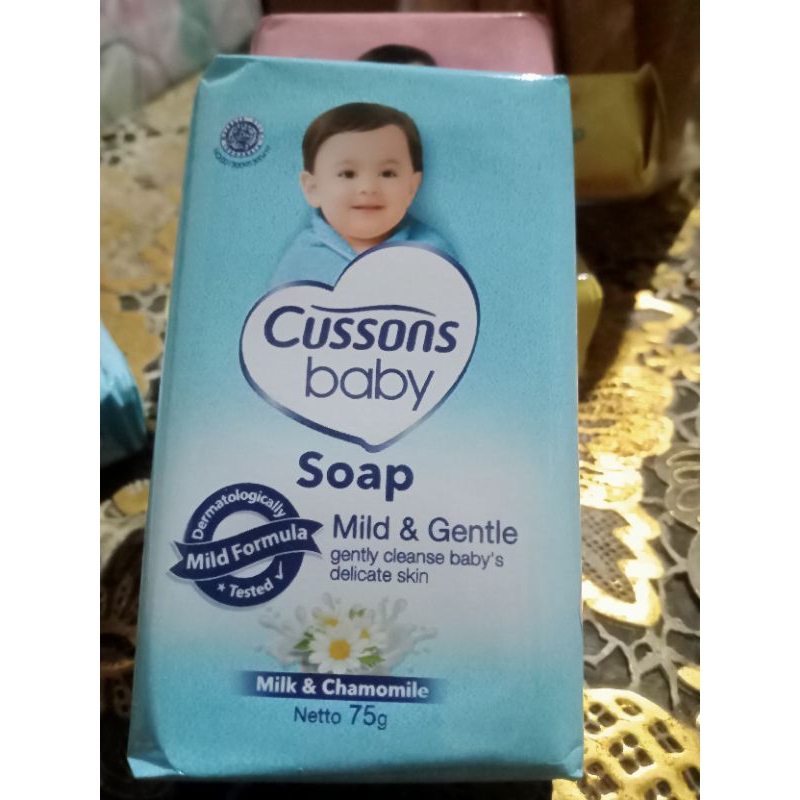 Cussons
baby
Soap
Dermatologically
Mild Formula
★ Tested ✓
Mild & Gentle
gently cleanse baby's
delicate skin
Milk & Chamomile
Netto 75g